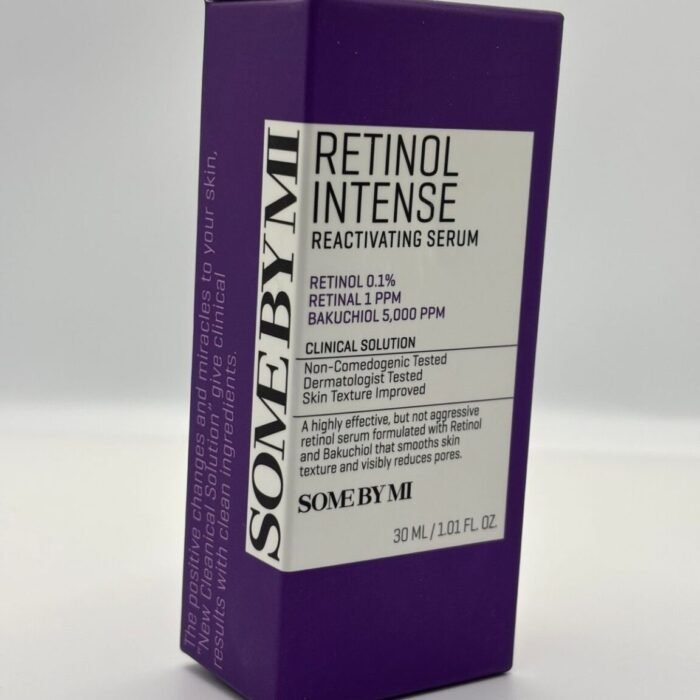 The positive changes and miracles to your skin,
"New Cleanical Solution" give clinical
results with clean ingredients.
SOME BY MI
RETINOL
INTENSE
REACTIVATING SERUM
RETINOL 0.1%
RETINAL 1 PPM
BAKUCHIOL 5,000 PPM
CLINICAL SOLUTION
Non-Comedogenic Tested
Dermatologist Tested
Skin Texture Improved
A highly effective, but not aggressive
retinol serum formulated with Retinol
and Bakuchiol that smooths skin
texture and visibly reduces pores.
SOME BY MI
30 ML / 1.01 FL. OZ.